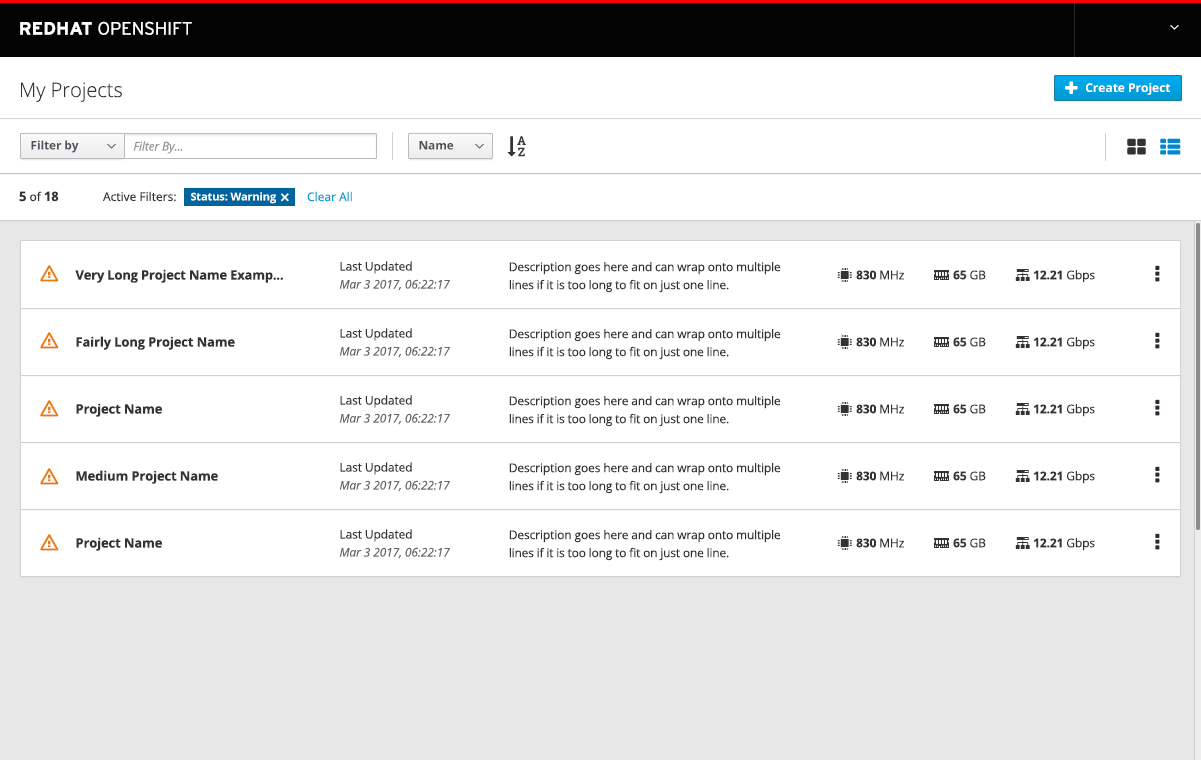 REDHAT OPENSHIFT
My Projects
Create Project
Filter by
Filter By...
Name
A
Z
5 of 18
Active Filters:
Status: Warning
Clear All
Very Long Project Name Examp...
Last Updated
Mar 3 2017, 06:22:17
Description goes here and can wrap onto multiple
lines if it is too long to fit on just one line.
830 MHz
65 GB
12.21 Gbps
Fairly Long Project Name
Last Updated
Mar 3 2017, 06:22:17
Description goes here and can wrap onto multiple
lines if it is too long to fit on just one line.
830 MHz
65 GB
12.21 Gbps
Project Name
Last Updated
Mar 3 2017, 06:22:17
Description goes here and can wrap onto multiple
lines if it is too long to fit on just one line.
830 MHz
65 GB
12.21 Gbps
Medium Project Name
Last Updated
Mar 3 2017, 06:22:17
Description goes here and can wrap onto multiple
lines if it is too long to fit on just one line.
830 MHz
65 GB
12.21 Gbps
Project Name
Last Updated
Mar 3 2017, 06:22:17
Description goes here and can wrap onto multiple
lines if it is too long to fit on just one line.
830 MHz
65 GB
12.21 Gbps